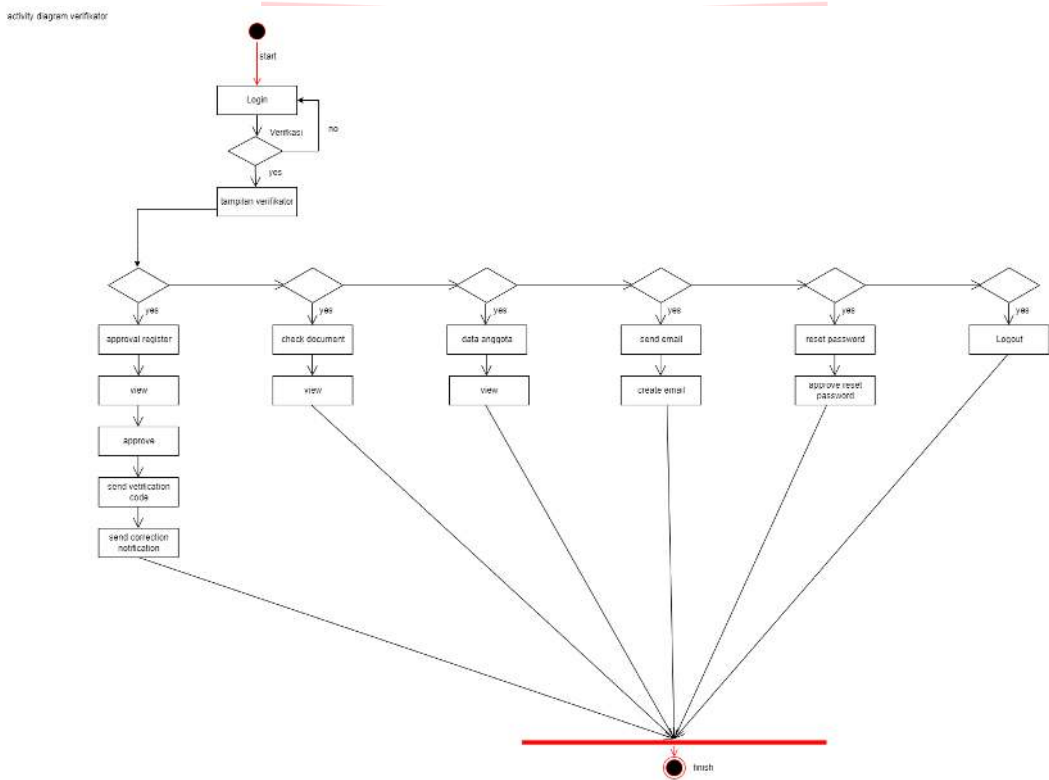 activity diagram verifikator
start
Login
Verifikasi
no
yes
tampilan verifikator
yes
yes
yes
yes
yes
yes
approval register
check document
data anggota
send email
reset password
Logout
view
view
view
create email
approve reset
password
approve
send vetification
code
send correction
notification
finish